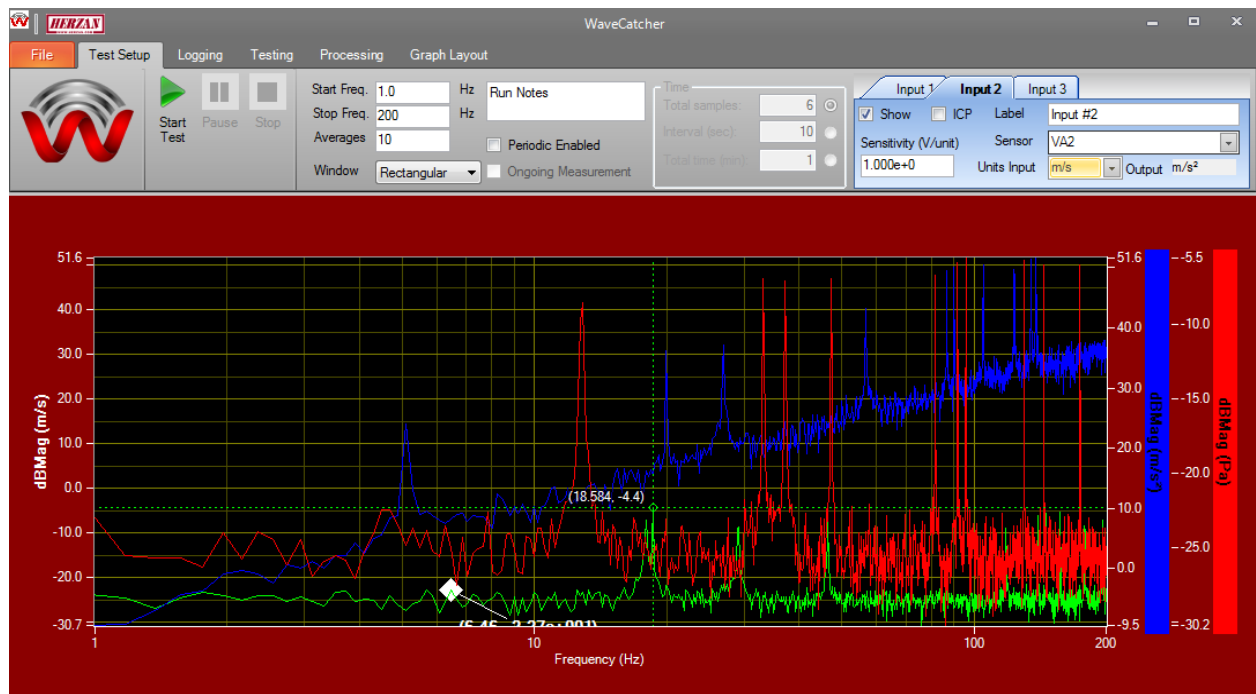 HERZAN
WaveCatcher
File Test Setup Logging Testing Processing Graph Layout
Start Test
Pause
Stop
Start Freq. 1.0 Hz
Stop Freq. 200 Hz
Averages 10
Window Rectangular
Run Notes
Periodic Enabled
Ongoing Measurement
Time
Total samples: 6
Interval (sec): 10
Total time (min): 1
Input 1 Input 2 Input 3
Show ICP Label Input #2
Sensitivity (V/unit) Sensor VA2
1.000e+0 Units Input m/s Output m/s²
51.6
40.0
30.0
20.0
10.0
0.0
-10.0
-20.0
-30.7
dBMag (m/s)
(18.584, -4.4)
1 10 100 200
Frequency (Hz)
51.6
40.0
30.0
20.0
10.0
0.0
-9.5
dBMag (m/s²)
-5.5
-10.0
-15.0
-20.0
-25.0
-30.2
dBMag (Pa)